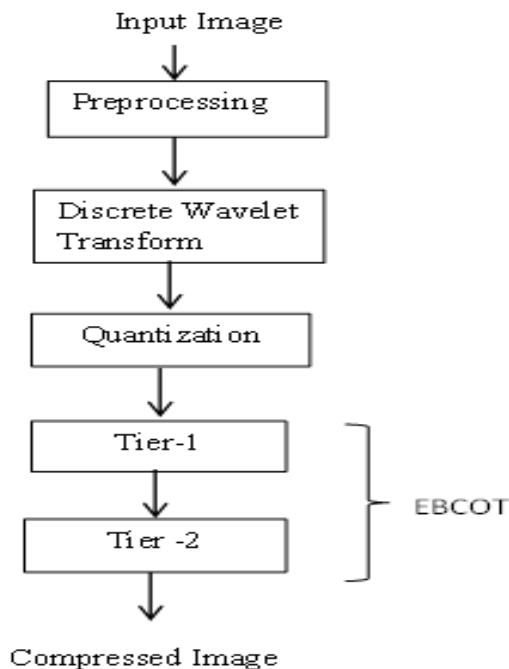 Input Image
Preprocessing
Discrete Wavelet
Transform
Quantization
Tier-1
EBCOT
Tier -2
Compressed Image